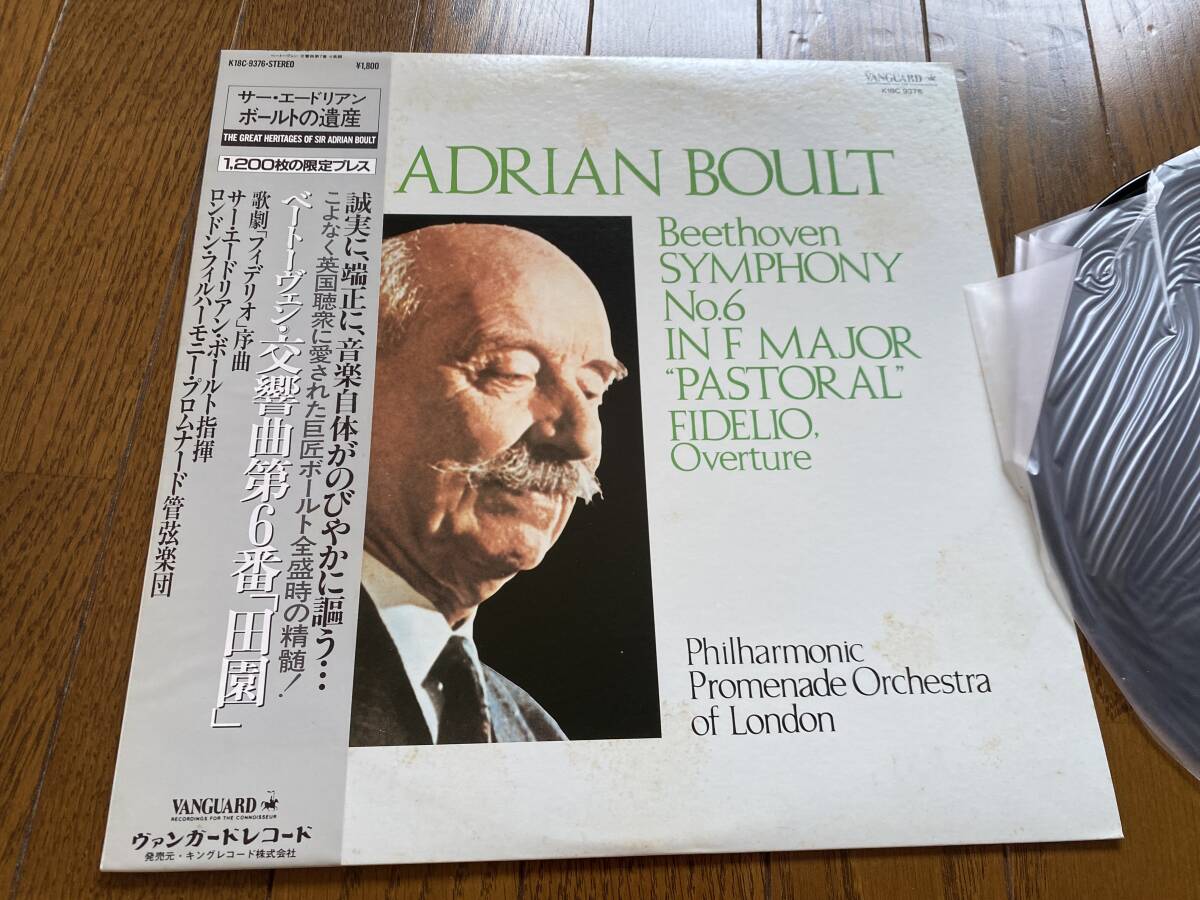 K18C-9376•STEREO
¥1,800
サー・エードリアン
ボールトの遺産
THE GREAT HERITAGES OF SIR ADRIAN BOULT
1,200枚の限定プレス
誠実に、端正に、音楽自体がのびやかに謳う…
こよなく英国聴衆に愛された巨匠ボールト全盛時の精髄!
ベートーヴェン・交響曲第6番「田園」
歌劇「フィデリオ」序曲
サー・エードリアン・ボールト指揮
ロンドン・フィルハーモニー・プロムナード管弦楽団
VANGUARD
RECORDINGS FOR THE CONNOISSEUR
ヴァンガードレコード
発売元・キングレコード株式会社
VANGUARD
K18C 9376
ADRIAN BOULT
Beethoven
SYMPHONY
No.6
IN F MAJOR
“PASTORAL”
FIDELIO,
Overture
Philharmonic
Promenade Orchestra
of London